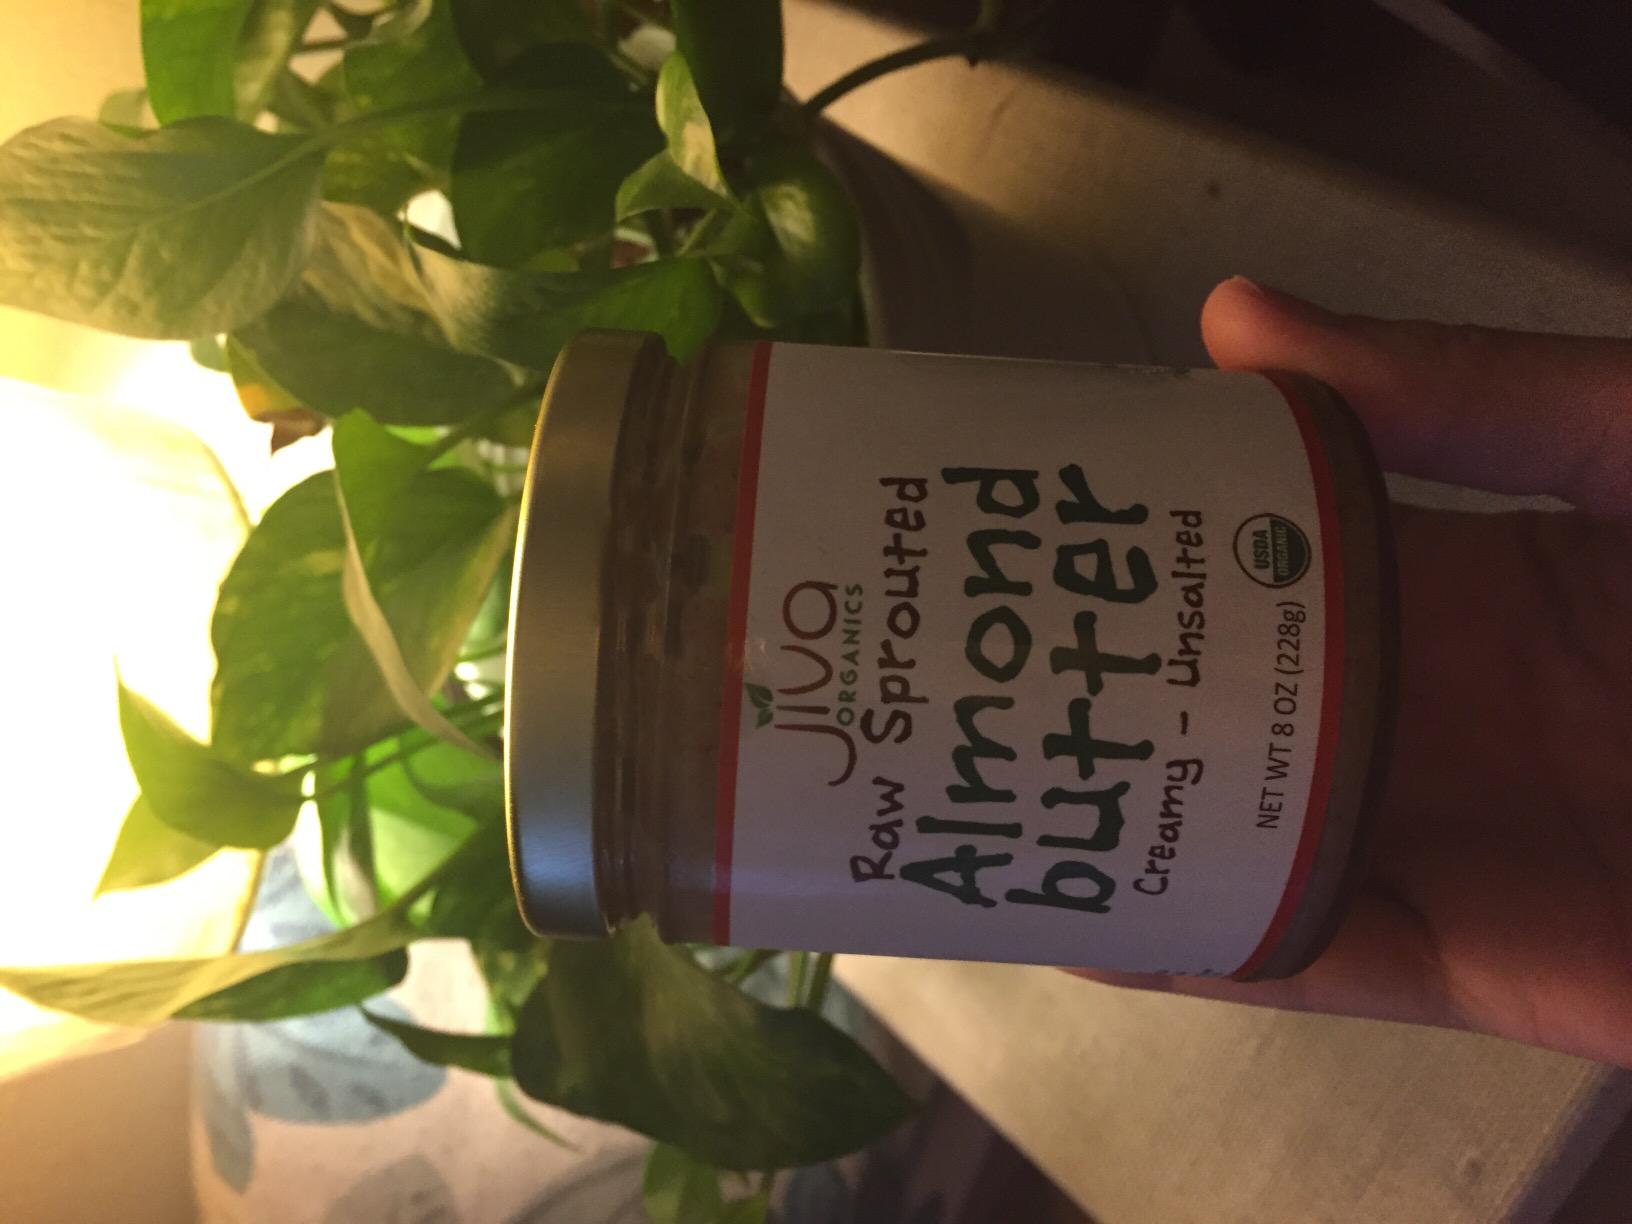 Jiva
ORGANICS
Raw Sprouted
Almond
butter
Creamy - Unsalted
NET WT 8 OZ (228g)
USDA
ORGANIC